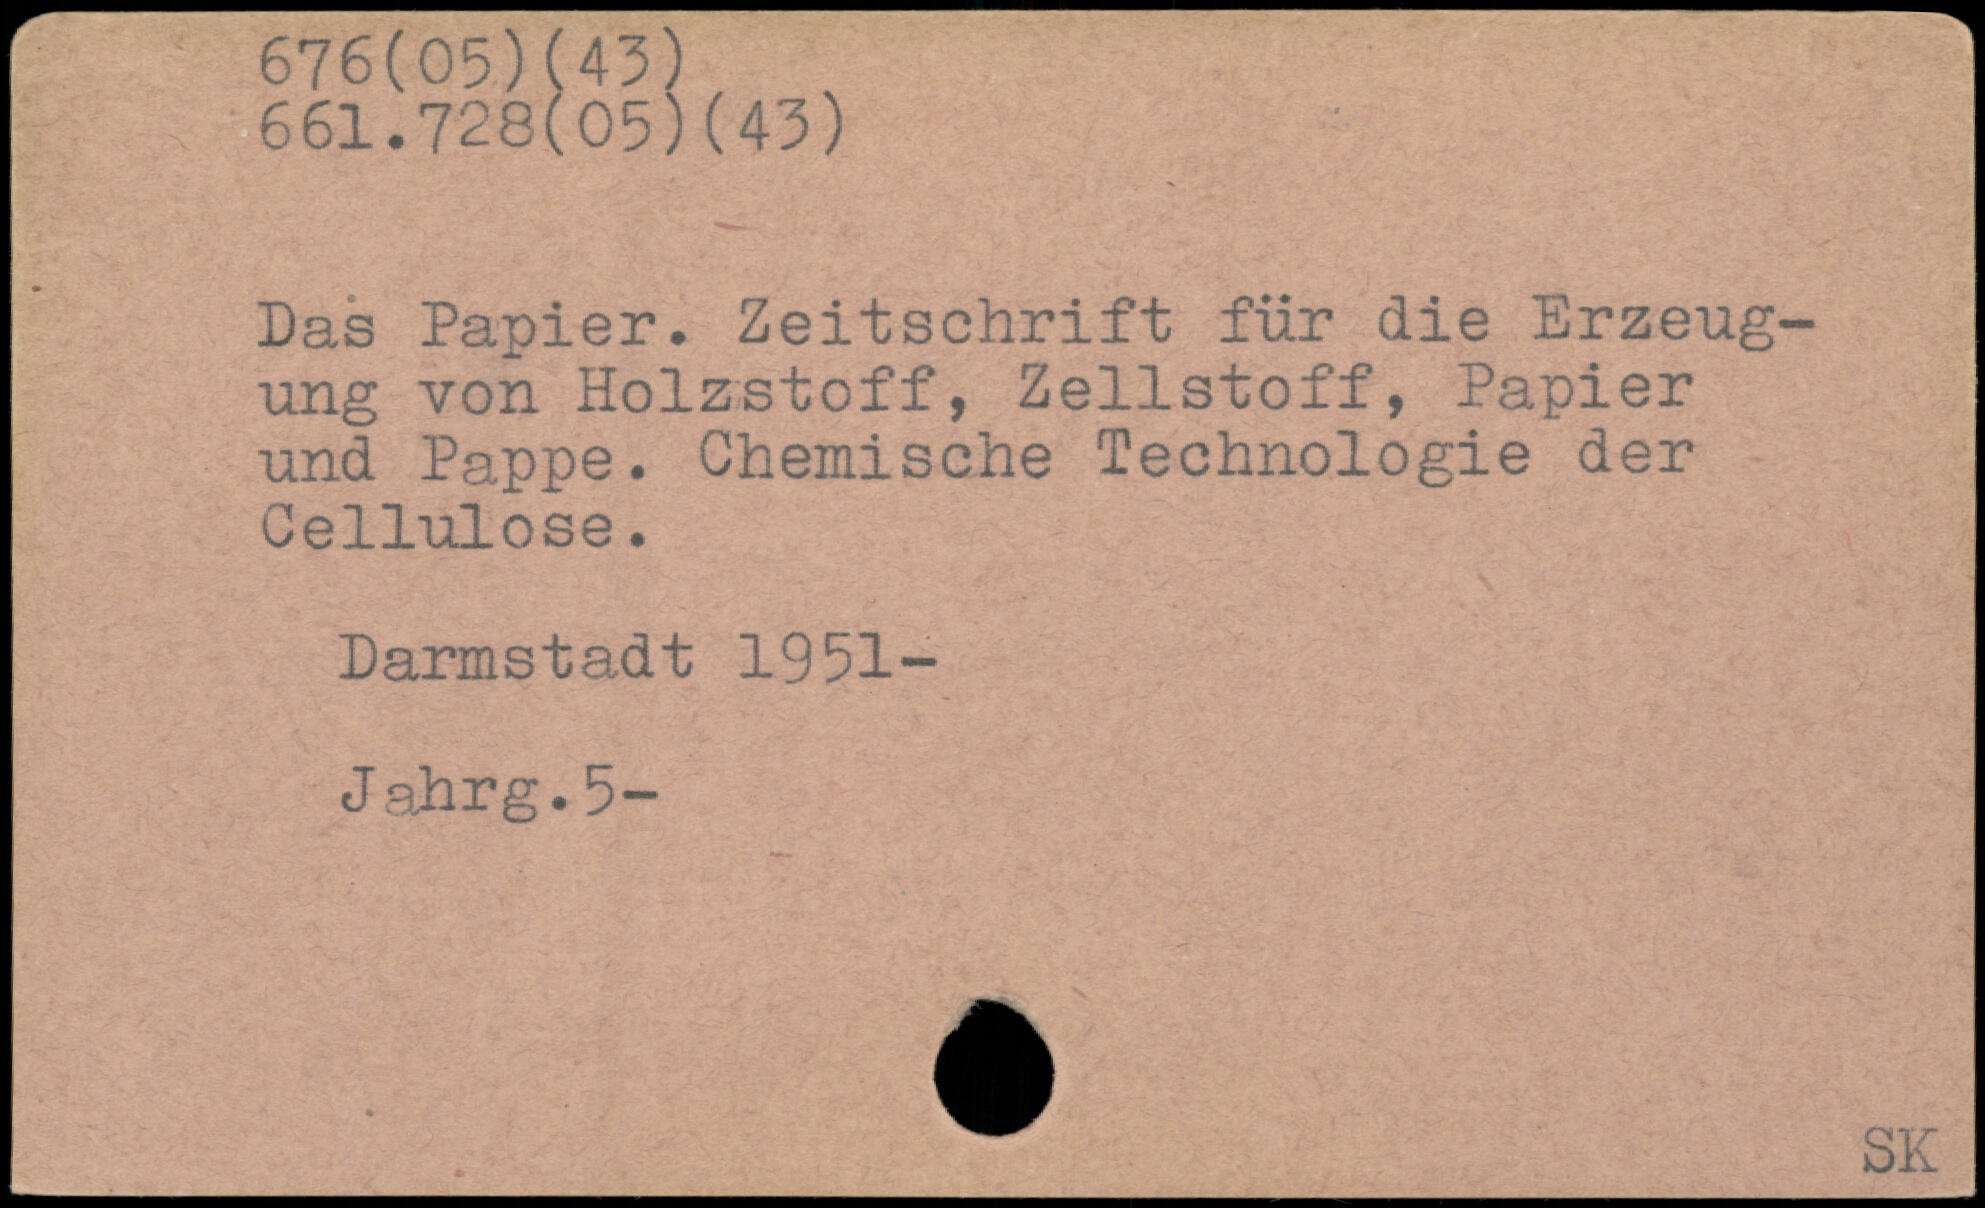 676(05)(43)
661.728(05)(43)
Das Papier. Zeitschrift für die Erzeug-
ung von Holzstoff, Zellstoff, Papier
und Pappe. Chemische Technologie der
Cellulose.
Darmstadt 1951-
Jahrg.5-
SK